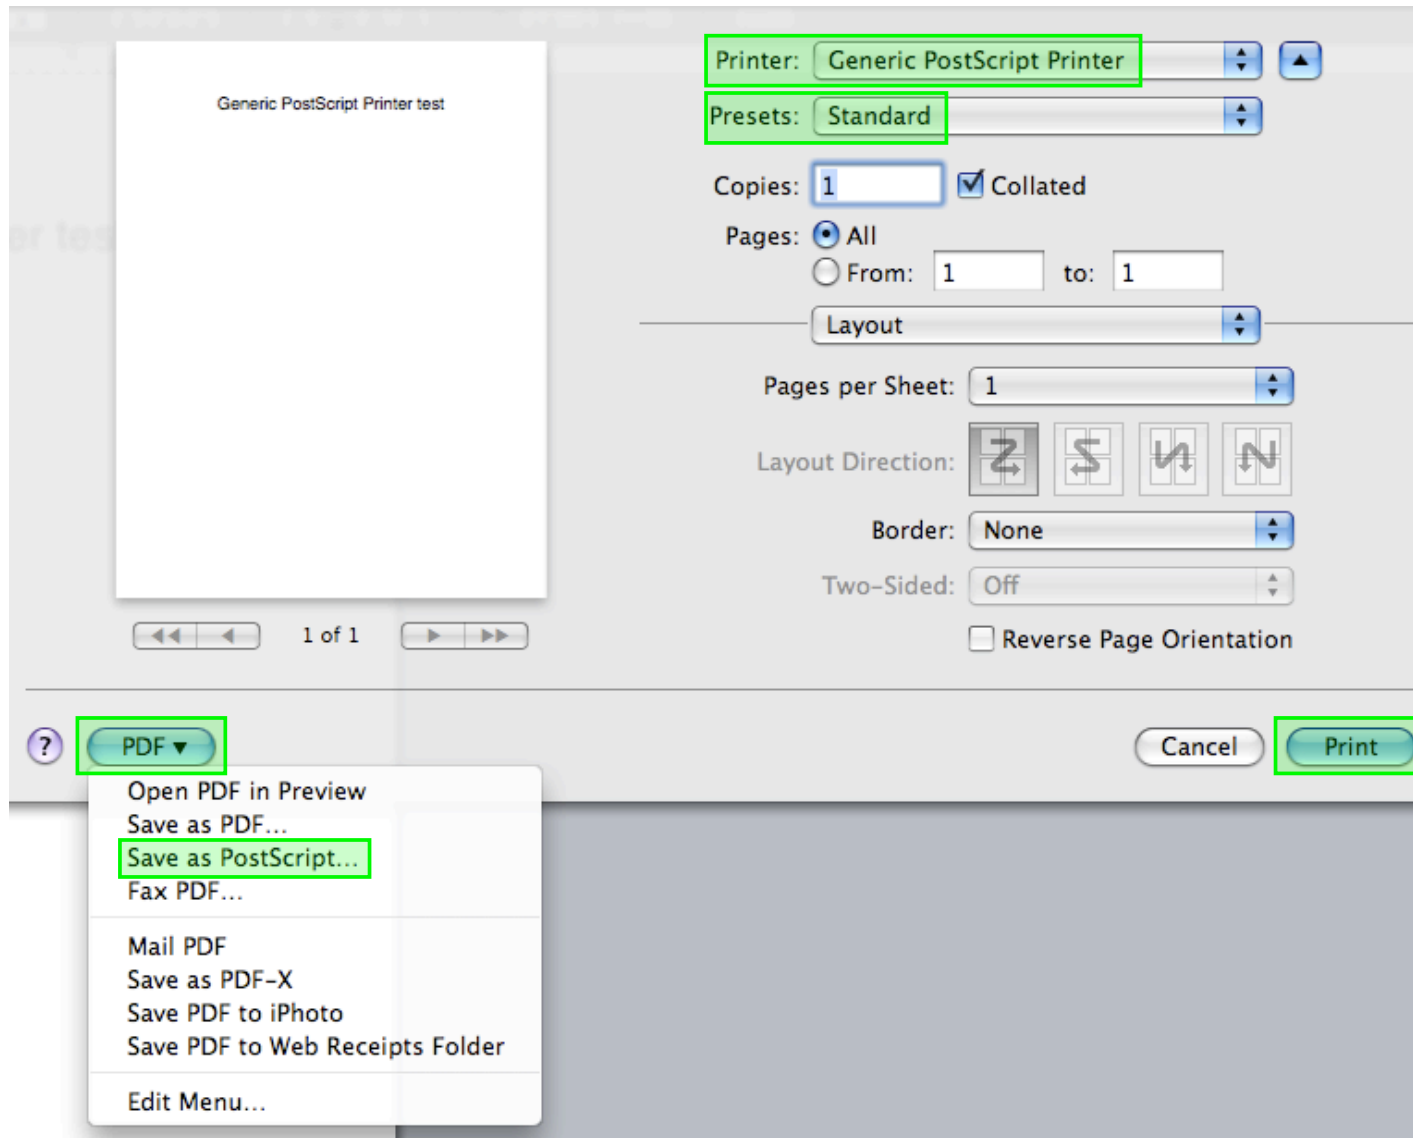 Generic PostScript Printer test
Printer: Generic PostScript Printer
Presets: Standard
Copies: 1 Collated
Pages: All
From: 1 to: 1
Layout
Pages per Sheet: 1
Layout Direction:
Border: None
Two-Sided: Off
Reverse Page Orientation
1 of 1
? PDF ▼ Cancel Print
Open PDF in Preview
Save as PDF...
Save as PostScript...
Fax PDF...
Mail PDF
Save as PDF-X
Save PDF to iPhoto
Save PDF to Web Receipts Folder
Edit Menu...